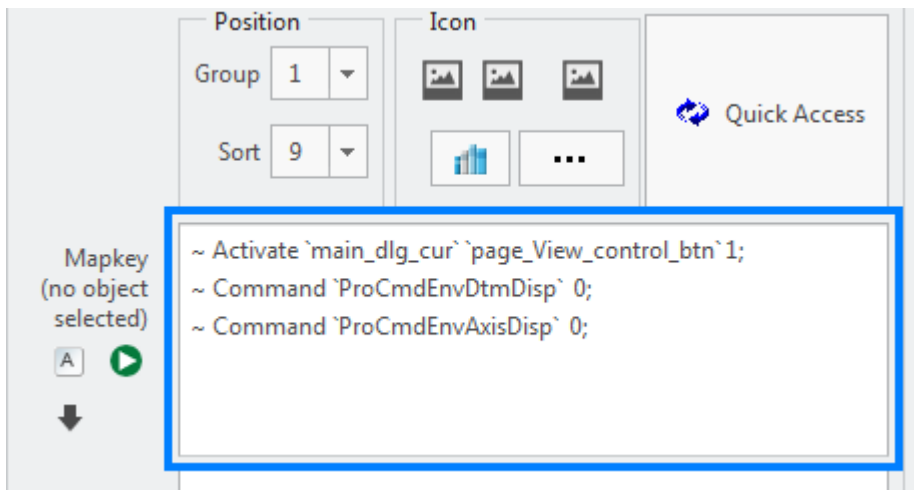 Position
Icon
Group 1
Quick Access
Sort 9
...
Mapkey
(no object
selected)
A
~ Activate `main_dlg_cur` `page_View_control_btn` 1;
~ Command `ProCmdEnvDtmDisp` 0;
~ Command `ProCmdEnvAxisDisp` 0;